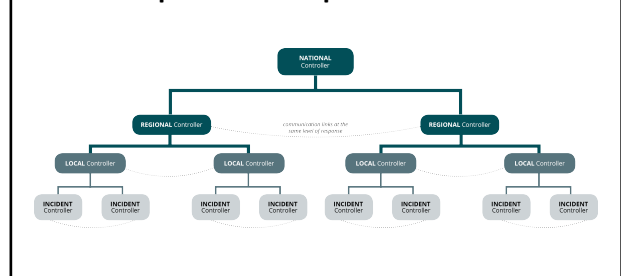 NATIONAL
Controller
REGIONAL Controller
communication links at the
same level of response
REGIONAL Controller
LOCAL Controller
LOCAL Controller
LOCAL Controller
LOCAL Controller
INCIDENT
Controller
INCIDENT
Controller
INCIDENT
Controller
INCIDENT
Controller
INCIDENT
Controller
INCIDENT
Controller
INCIDENT
Controller
INCIDENT
Controller